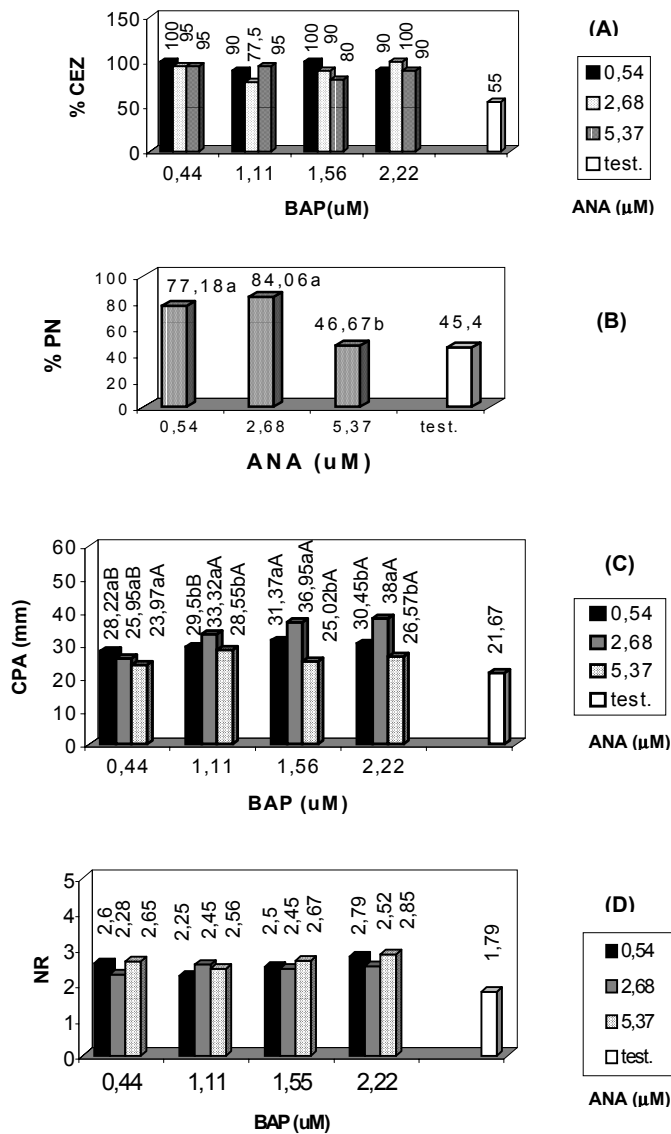 (A)
% CEZ
150
100
50
0
100
95
95
90
77,5
95
100
90
80
90
100
90
55
0,44 1,11 1,56 2,22
BAP(uM)
0,54
2,68
5,37
test.
ANA (µM)
(B)
% PN
100
80
60
40
20
0
77,18a 84,06a 46,67b 45,4
0,54 2,68 5,37 test.
ANA (uM)
(C)
CPA (mm)
60
50
40
30
20
10
0
28,22aB
25,95aB
23,97aA
29,5bB
33,32aA
28,55bA
31,37aA
36,95aA
25,02bA
30,45bA
38aA
26,57bA
21,67
0,44 1,11 1,56 2,22
BAP (uM)
0,54
2,68
5,37
test.
ANA (µM)
(D)
NR
5
4
3
2
1
0
2,6
2,28
2,65
2,25
2,45
2,56
2,5
2,45
2,67
2,79
2,52
2,85
1,79
0,44 1,11 1,55 2,22
BAP(uM)
0,54
2,68
5,37
test.
ANA (µM)